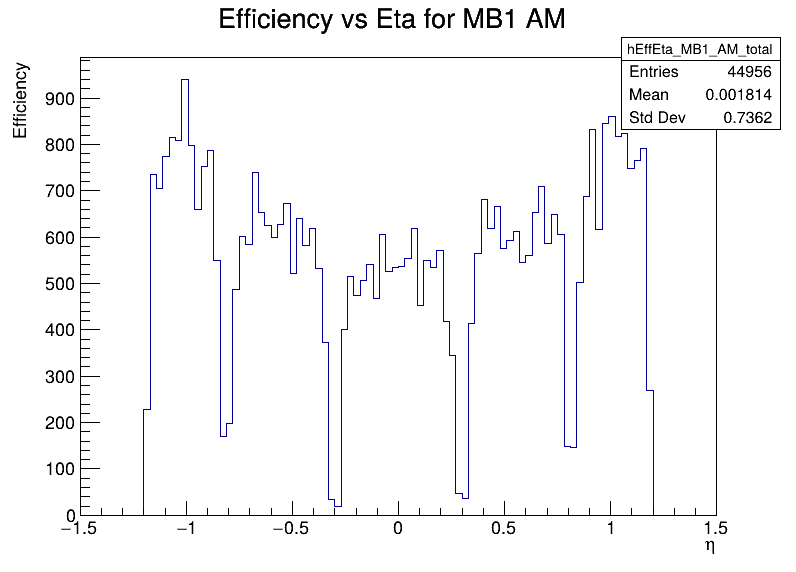 Efficiency vs Eta for MB1 AM
hEffEta_MB1_AM_total
Entries 44956
Mean 0.001814
Std Dev 0.7362
Efficiency
900
800
700
600
500
400
300
200
100
0
−1.5 −1 −0.5 0 0.5 1 1.5
η